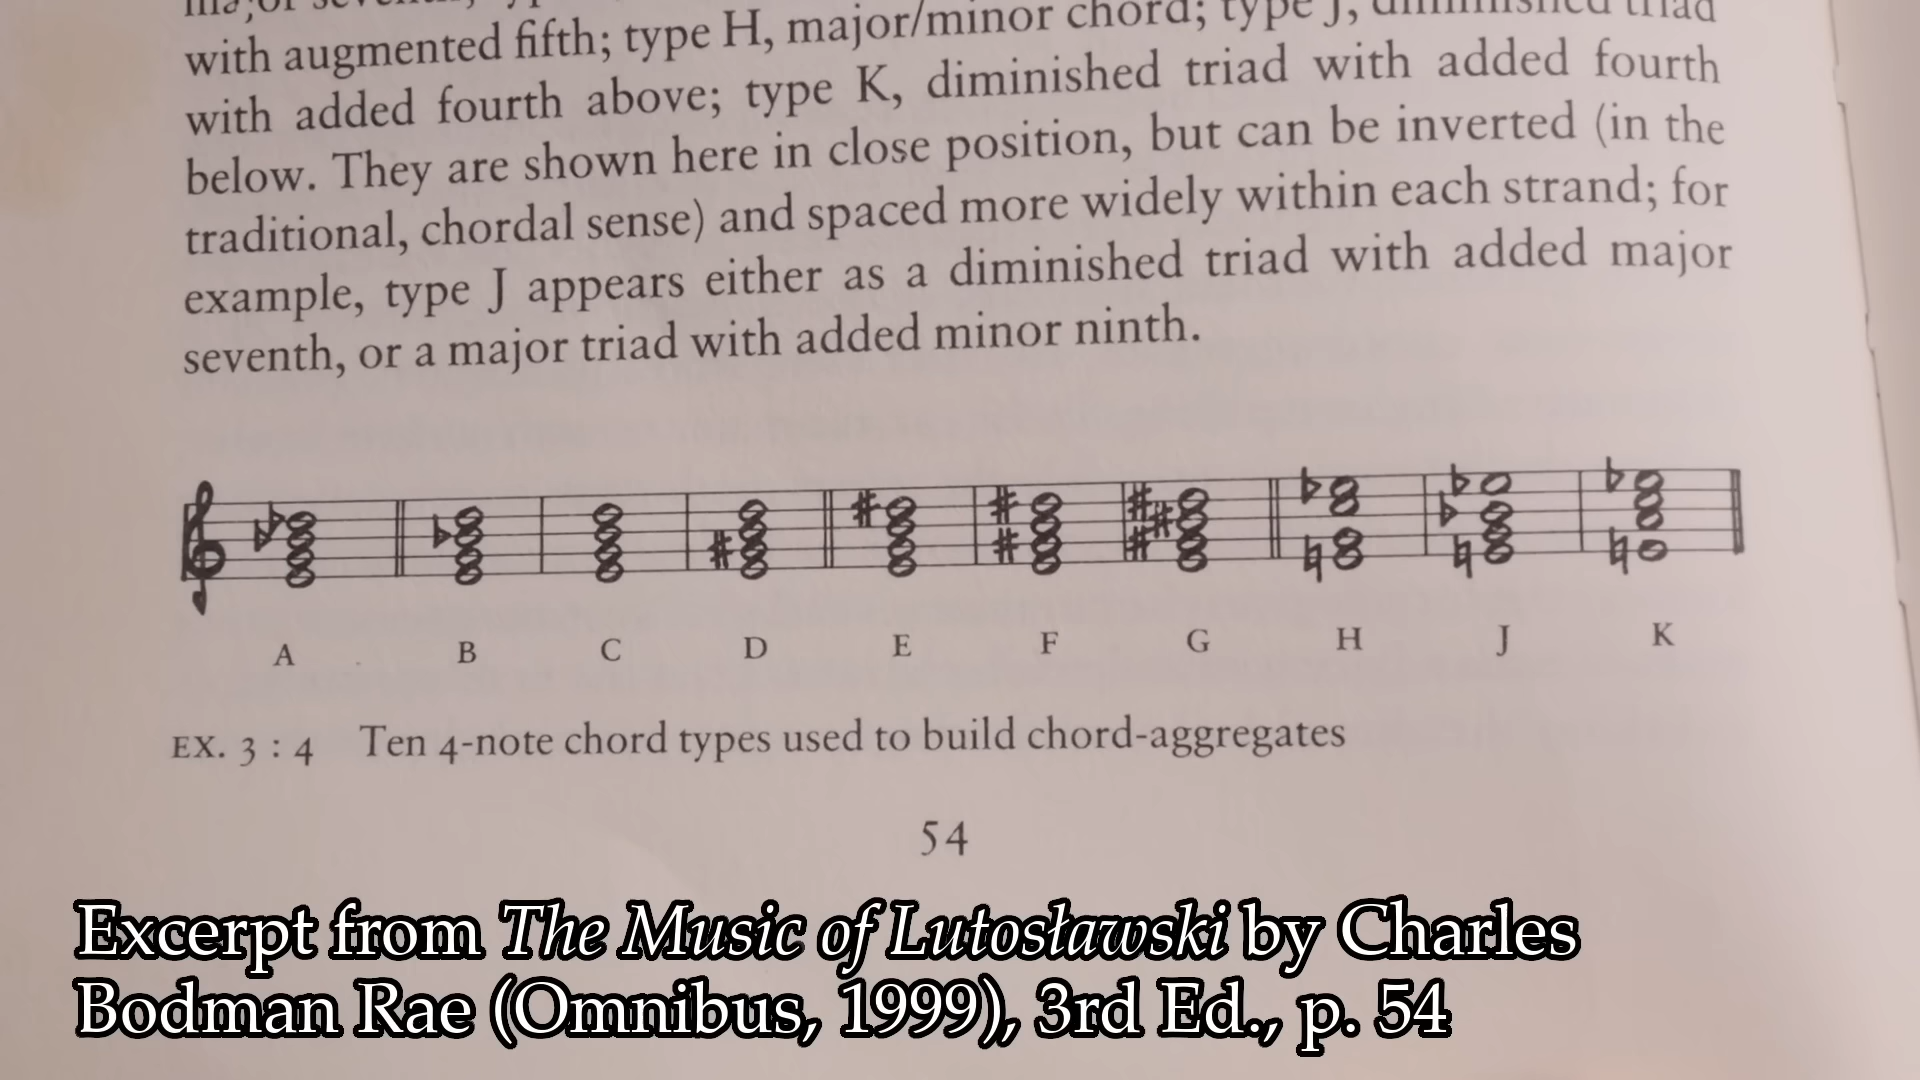 with augmented fifth; type H, major/minor chord; type J, diminished triad
with added fourth above; type K, diminished triad with added fourth
below. They are shown here in close position, but can be inverted (in the
traditional, chordal sense) and spaced more widely within each strand; for
example, type J appears either as a diminished triad with added major
seventh, or a major triad with added minor ninth.
A B C D E F G H J K
EX. 3 : 4 Ten 4-note chord types used to build chord-aggregates
54
Excerpt from The Music of Lutosławski by Charles
Bodman Rae (Omnibus, 1999), 3rd Ed., p. 54